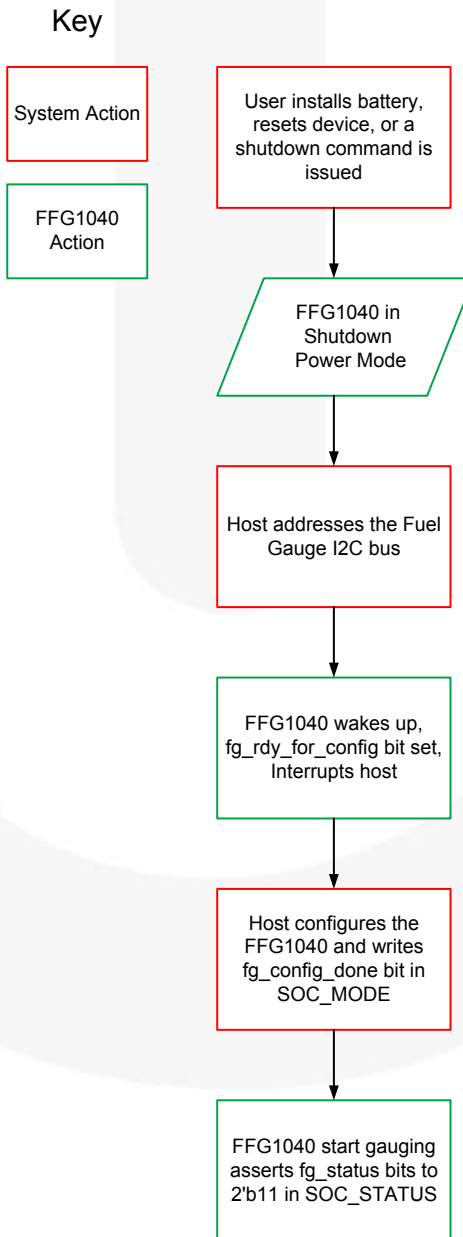 Key
System Action
FFG1040
Action
User installs battery,
resets device, or a
shutdown command is
issued
FFG1040 in
Shutdown
Power Mode
Host addresses the Fuel
Gauge I2C bus
FFG1040 wakes up,
fg_rdy_for_config bit set,
Interrupts host
Host configures the
FFG1040 and writes
fg_config_done bit in
SOC_MODE
FFG1040 start gauging
asserts fg_status bits to
2'b11 in SOC_STATUS